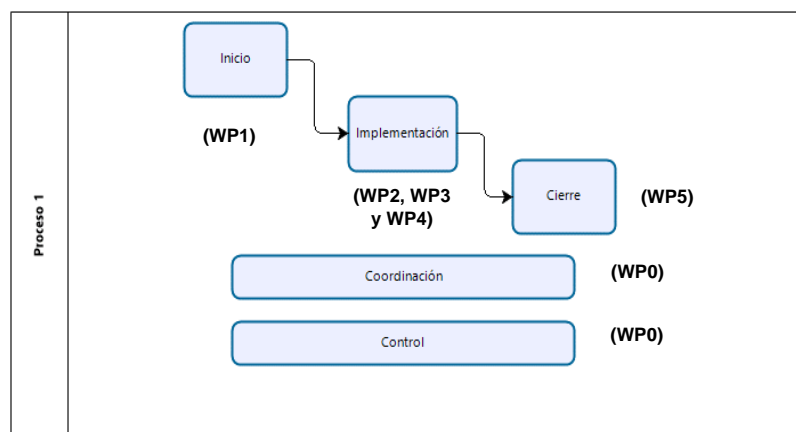 Inicio
(WP1)
Implementación
(WP2, WP3
y WP4)
Cierre
(WP5)
Proceso 1
Coordinación
(WP0)
Control
(WP0)